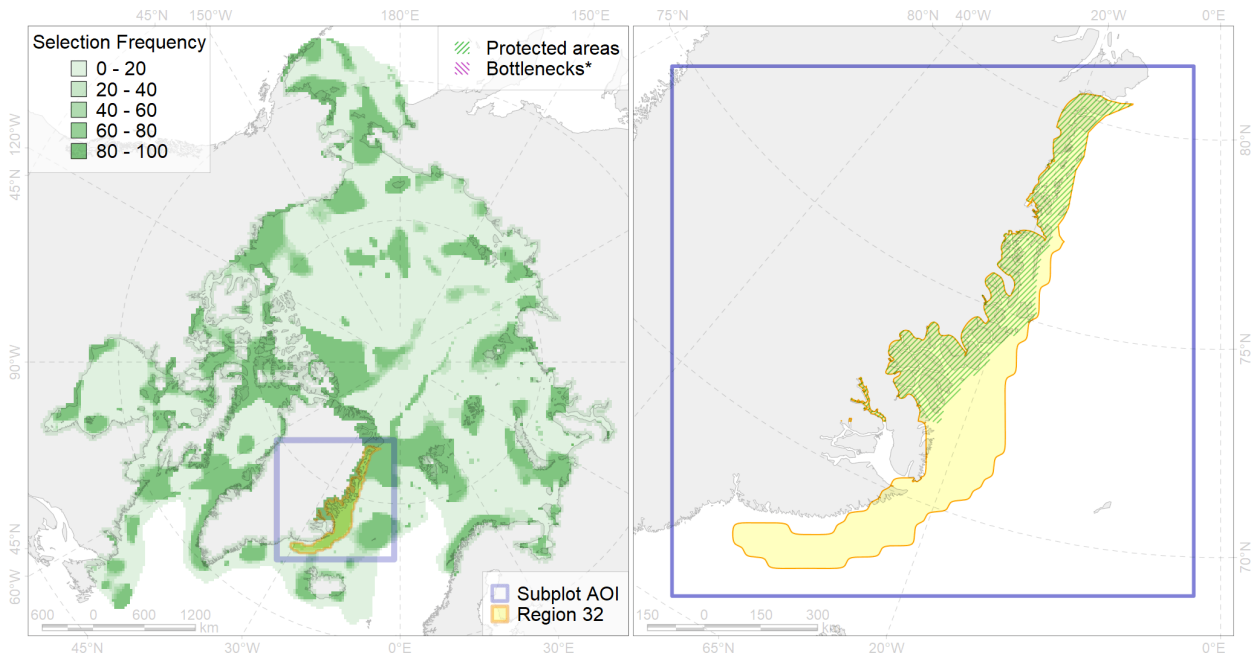 45°N 150°W 180°E 150°E 75°N 80°N 40°W 20°W 0°E
Selection Frequency
0 - 20
20 - 40
40 - 60
60 - 80
80 - 100
Protected areas
Bottlenecks*
120°W
45°N
90°W
45°N
60°W
80°N
75°N
70°N
Subplot AOI
Region 32
600 0 600 1200
km
150 0 150 300
km
45°N 30°W 0°E 30°E 65°N 20°W 0°E